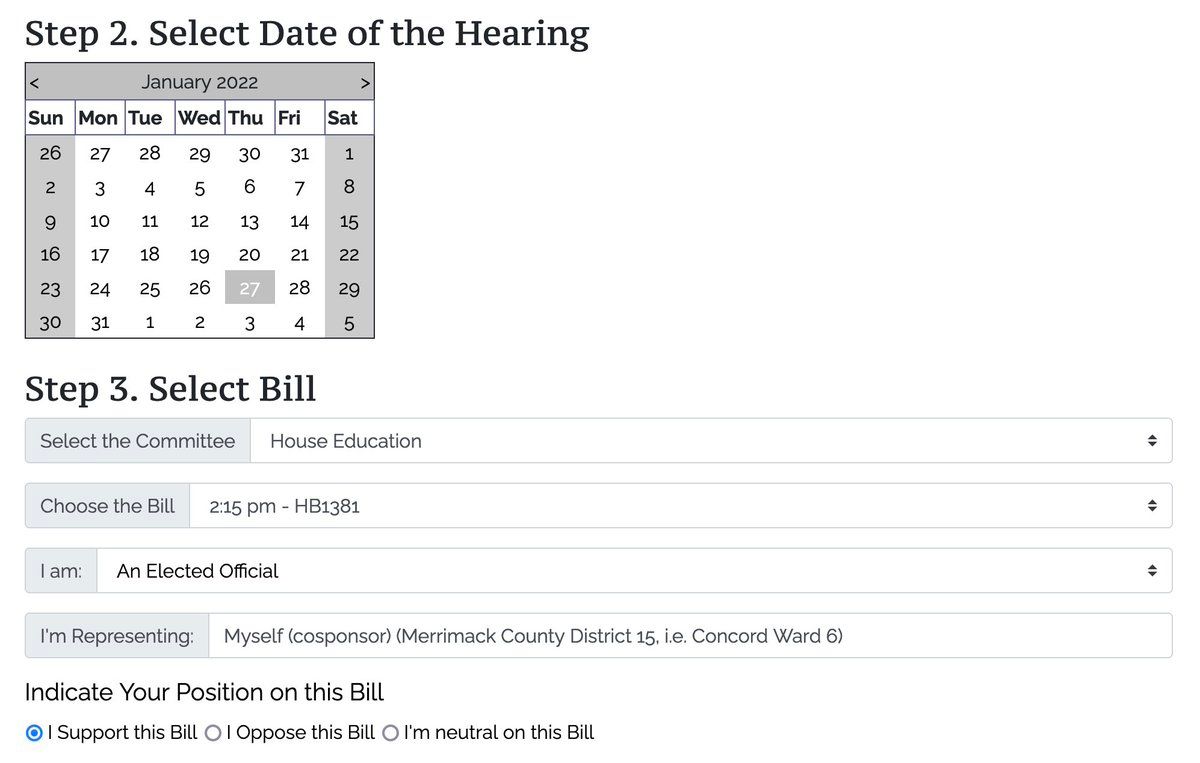 Step 2. Select Date of the Hearing
< January 2022 >
Sun Mon Tue Wed Thu Fri Sat
26 27 28 29 30 31 1
2 3 4 5 6 7 8
9 10 11 12 13 14 15
16 17 18 19 20 21 22
23 24 25 26 27 28 29
30 31 1 2 3 4 5
Step 3. Select Bill
Select the Committee House Education
Choose the Bill 2:15 pm - HB1381
I am: An Elected Official
I'm Representing: Myself (cosponsor) (Merrimack County District 15, i.e. Concord Ward 6)
Indicate Your Position on this Bill
I Support this Bill I Oppose this Bill I'm neutral on this Bill